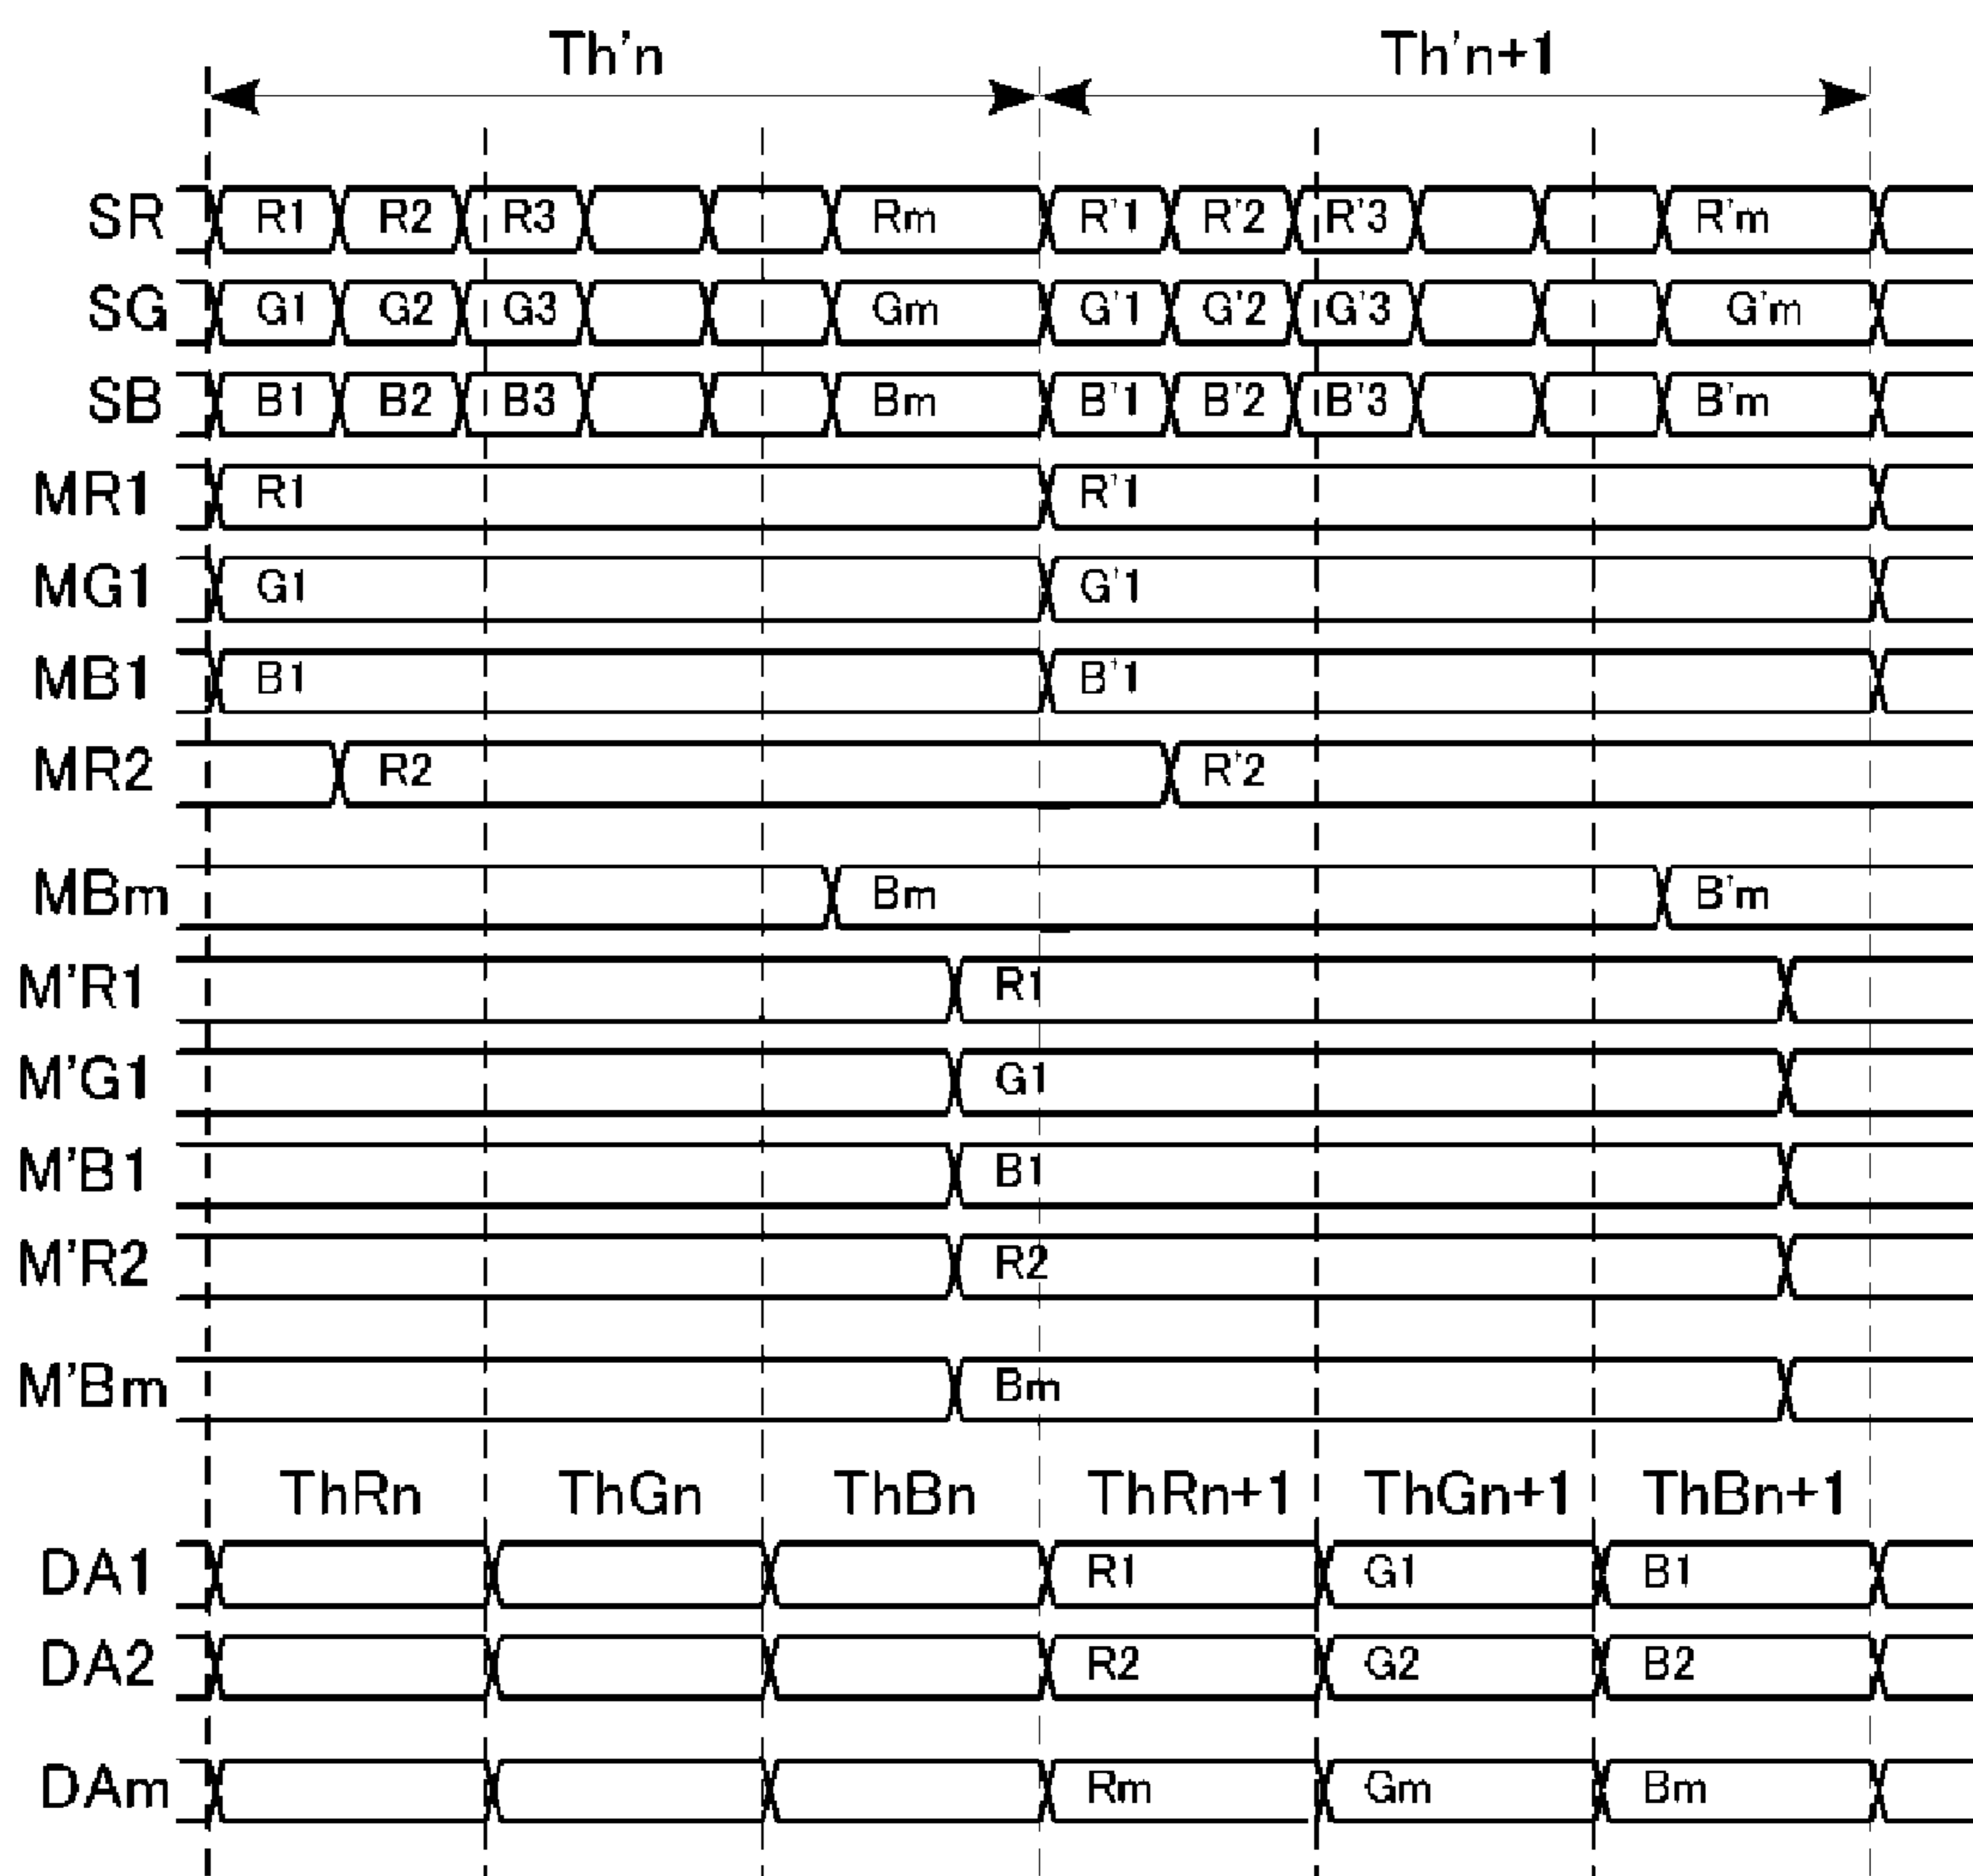 Th'n Th'n+1
SR R1 R2 R3 Rm R'1 R'2 R'3 R'm
SG G1 G2 G3 Gm G'1 G'2 G'3 G'm
SB B1 B2 B3 Bm B'1 B'2 B'3 B'm
MR1 R1 R'1
MG1 G1 G'1
MB1 B1 B'1
MR2 R2 R'2
MBm Bm B'm
M'R1 R1
M'G1 G1
M'B1 B1
M'R2 R2
M'Bm Bm
ThRn ThGn ThBn ThRn+1 ThGn+1 ThBn+1
DA1 R1 G1 B1
DA2 R2 G2 B2
DAm Rm Gm Bm